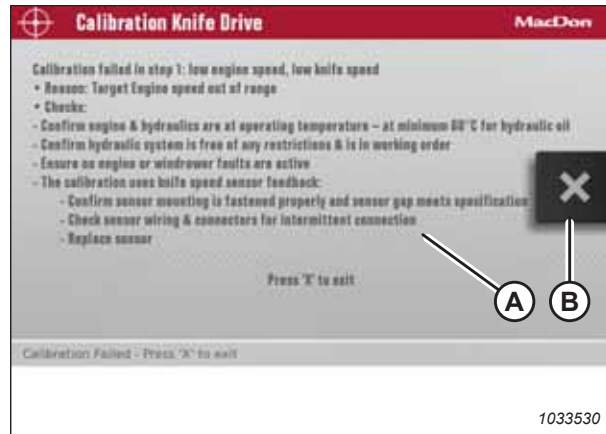 Calibration Knife Drive
MacDon
Calibration failed in step 1: low engine speed, low knife speed
• Reason: Target Engine speed out of range
• Checks:
- Confirm engine & hydraulics are at operating temperature – at minimum 60°C for hydraulic oil
- Confirm hydraulic system is free of any restrictions & is in working order
- Ensure no engine or windrower faults are active
- The calibration uses knife speed sensor feedback:
- Confirm sensor mounting is fastened properly and sensor gap meets specification
- Check sensor wiring & connectors for intermittent connection
- Replace sensor
Press 'X' to exit
A
B
Calibration Failed - Press 'X' to exit
1033530